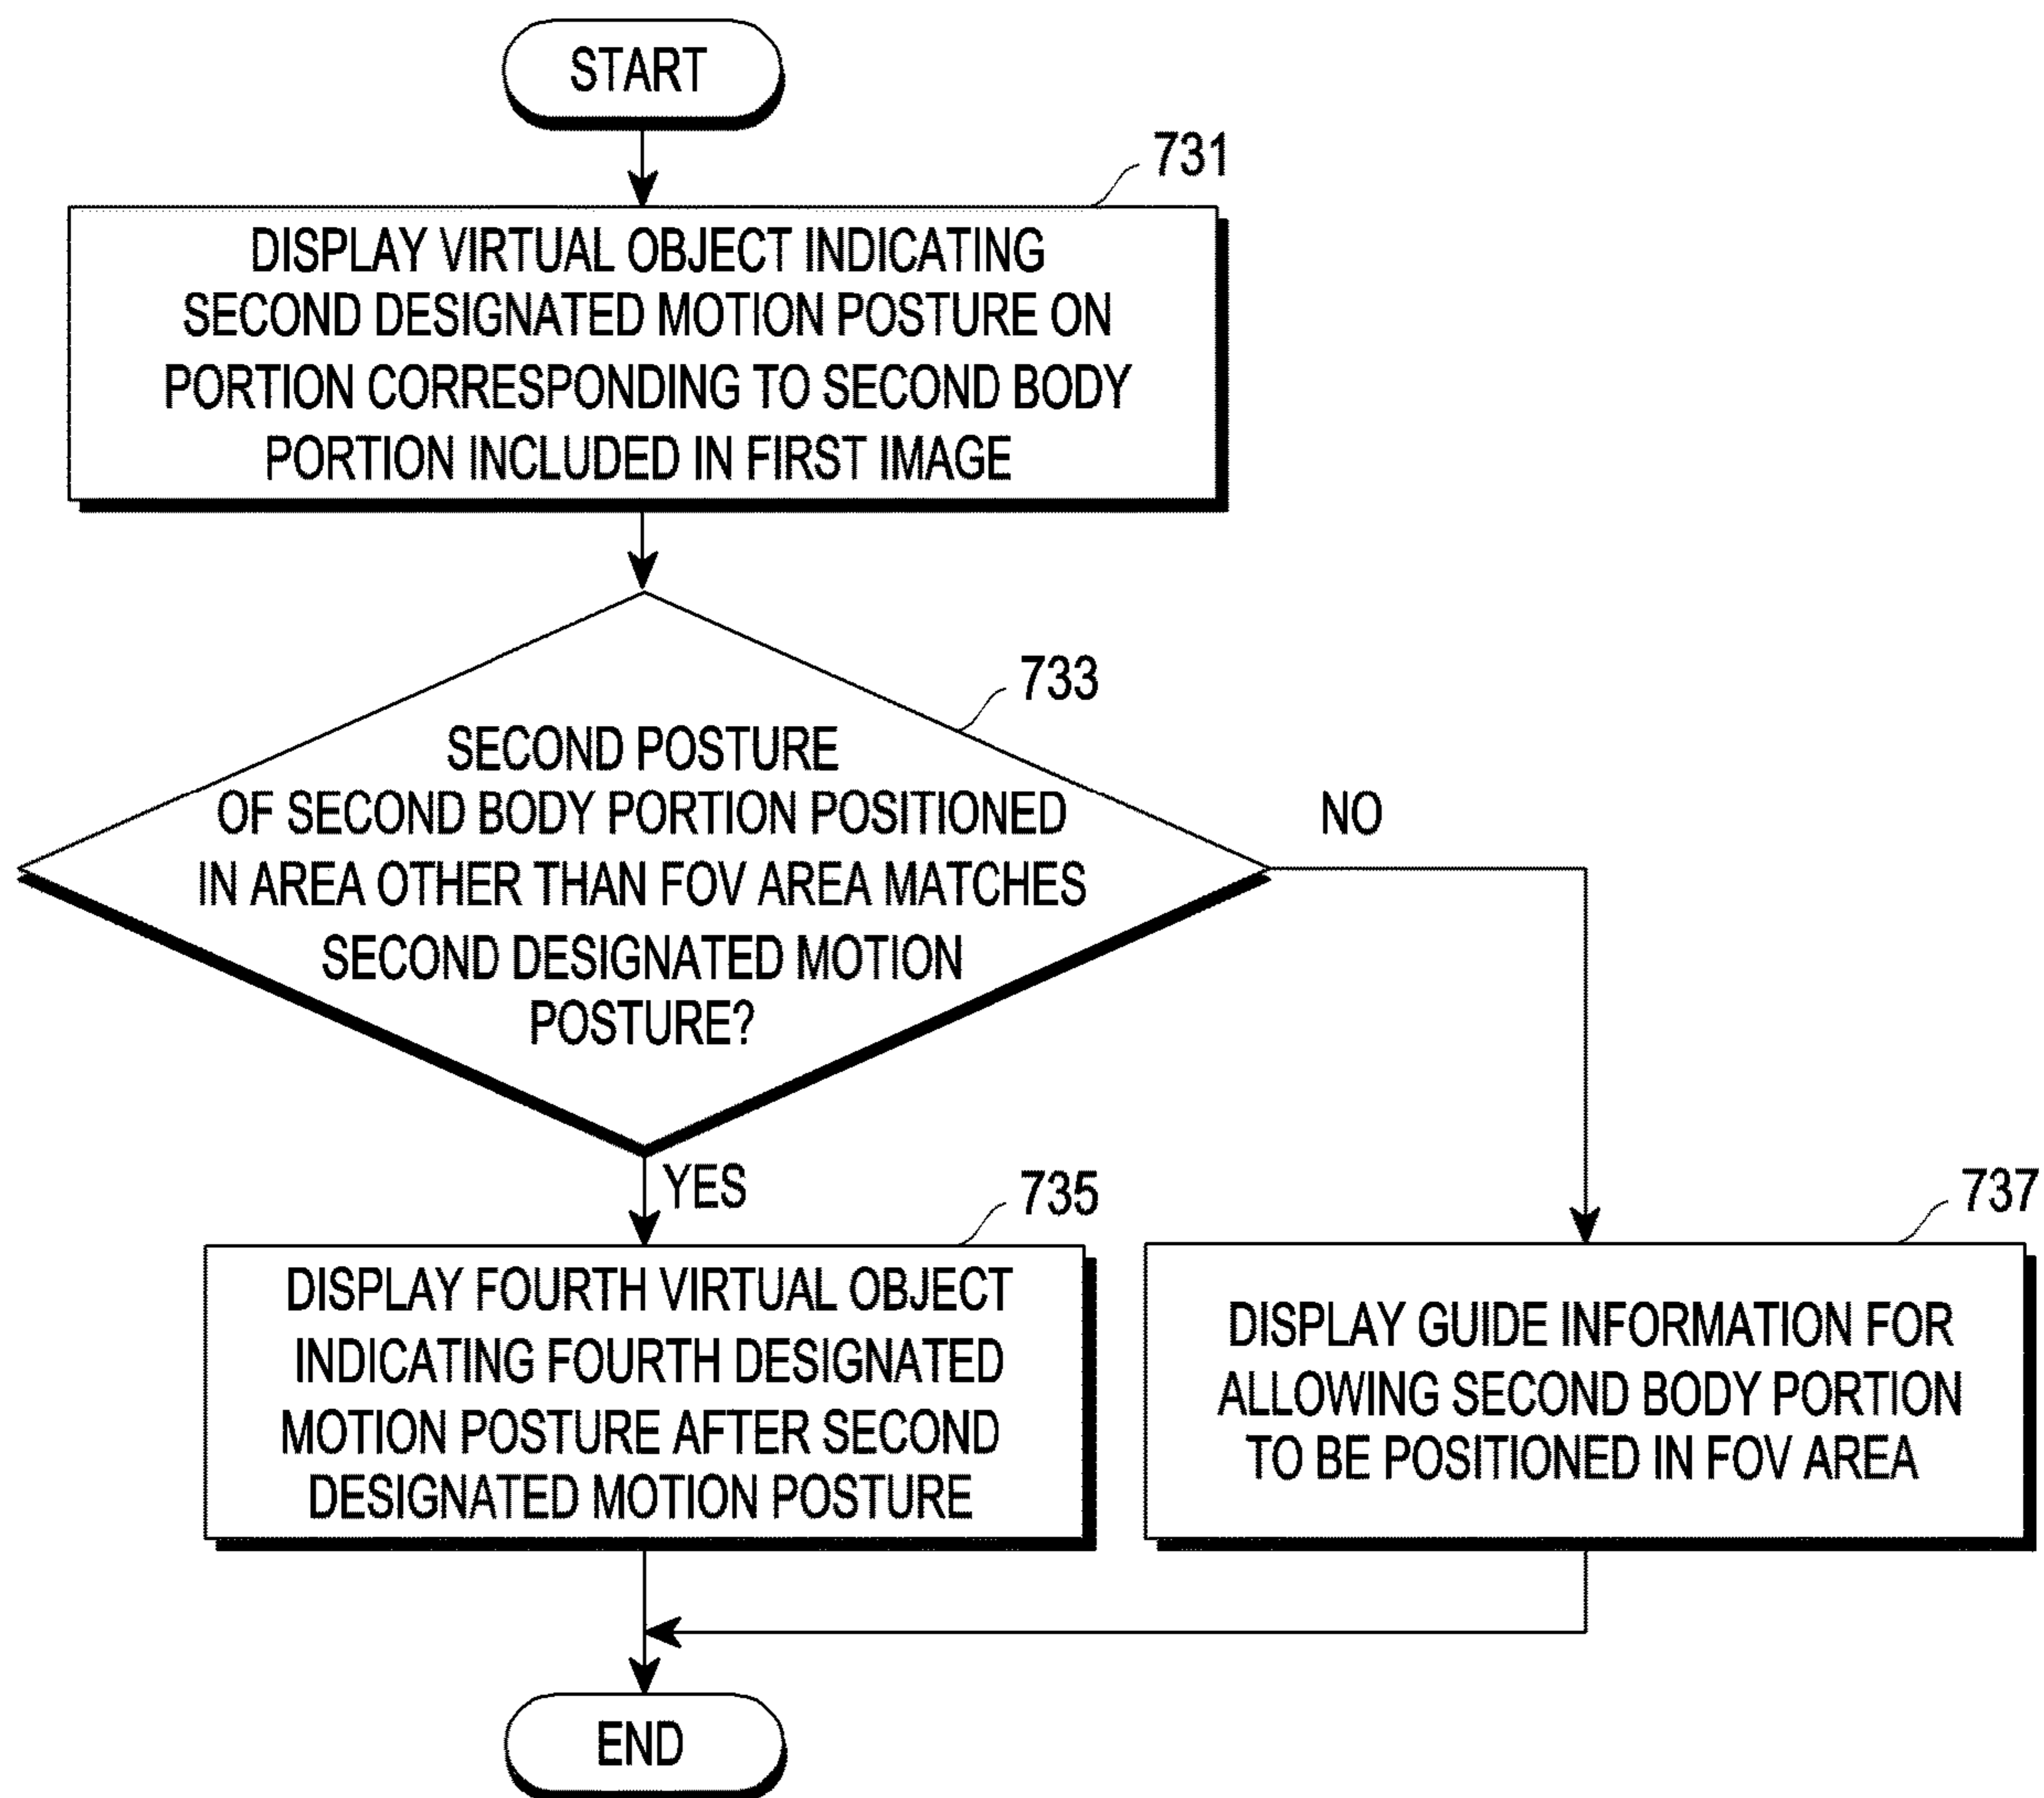 START
731
DISPLAY VIRTUAL OBJECT INDICATING
SECOND DESIGNATED MOTION POSTURE ON
PORTION CORRESPONDING TO SECOND BODY
PORTION INCLUDED IN FIRST IMAGE
733
SECOND POSTURE
OF SECOND BODY PORTION POSITIONED
IN AREA OTHER THAN FOV AREA MATCHES
SECOND DESIGNATED MOTION
POSTURE?
NO
YES
735
DISPLAY FOURTH VIRTUAL OBJECT
INDICATING FOURTH DESIGNATED
MOTION POSTURE AFTER SECOND
DESIGNATED MOTION POSTURE
737
DISPLAY GUIDE INFORMATION FOR
ALLOWING SECOND BODY PORTION
TO BE POSITIONED IN FOV AREA
END